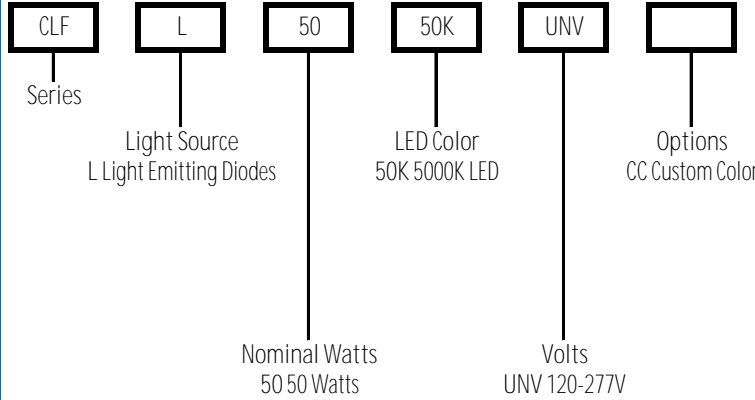 CLF L 50 50K UNV
Series
Light Source LED Color Options
L Light Emitting Diodes 50K 5000K LED CC Custom Color
Nominal Watts Volts
50 50 Watts UNV 120-277V